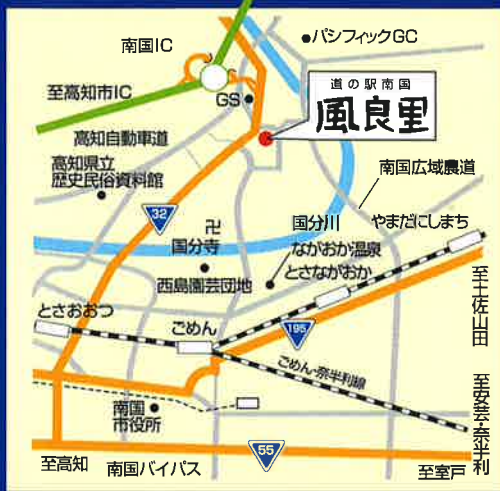 南国IC
パシフィックGC
至高知市IC
GS
道の駅南国
風良里
高知自動車道
高知県立
歴史民俗資料館
南国広域農道
32
卍
国分寺
国分川
やまだにしまち
ながおか温泉
とさながおか
西島園芸団地
至土佐山田
とさおおつ
ごめん
195
ごめん・奈半利線
至安芸・奈半利
南国
市役所
55
至高知
南国バイパス
至室戸